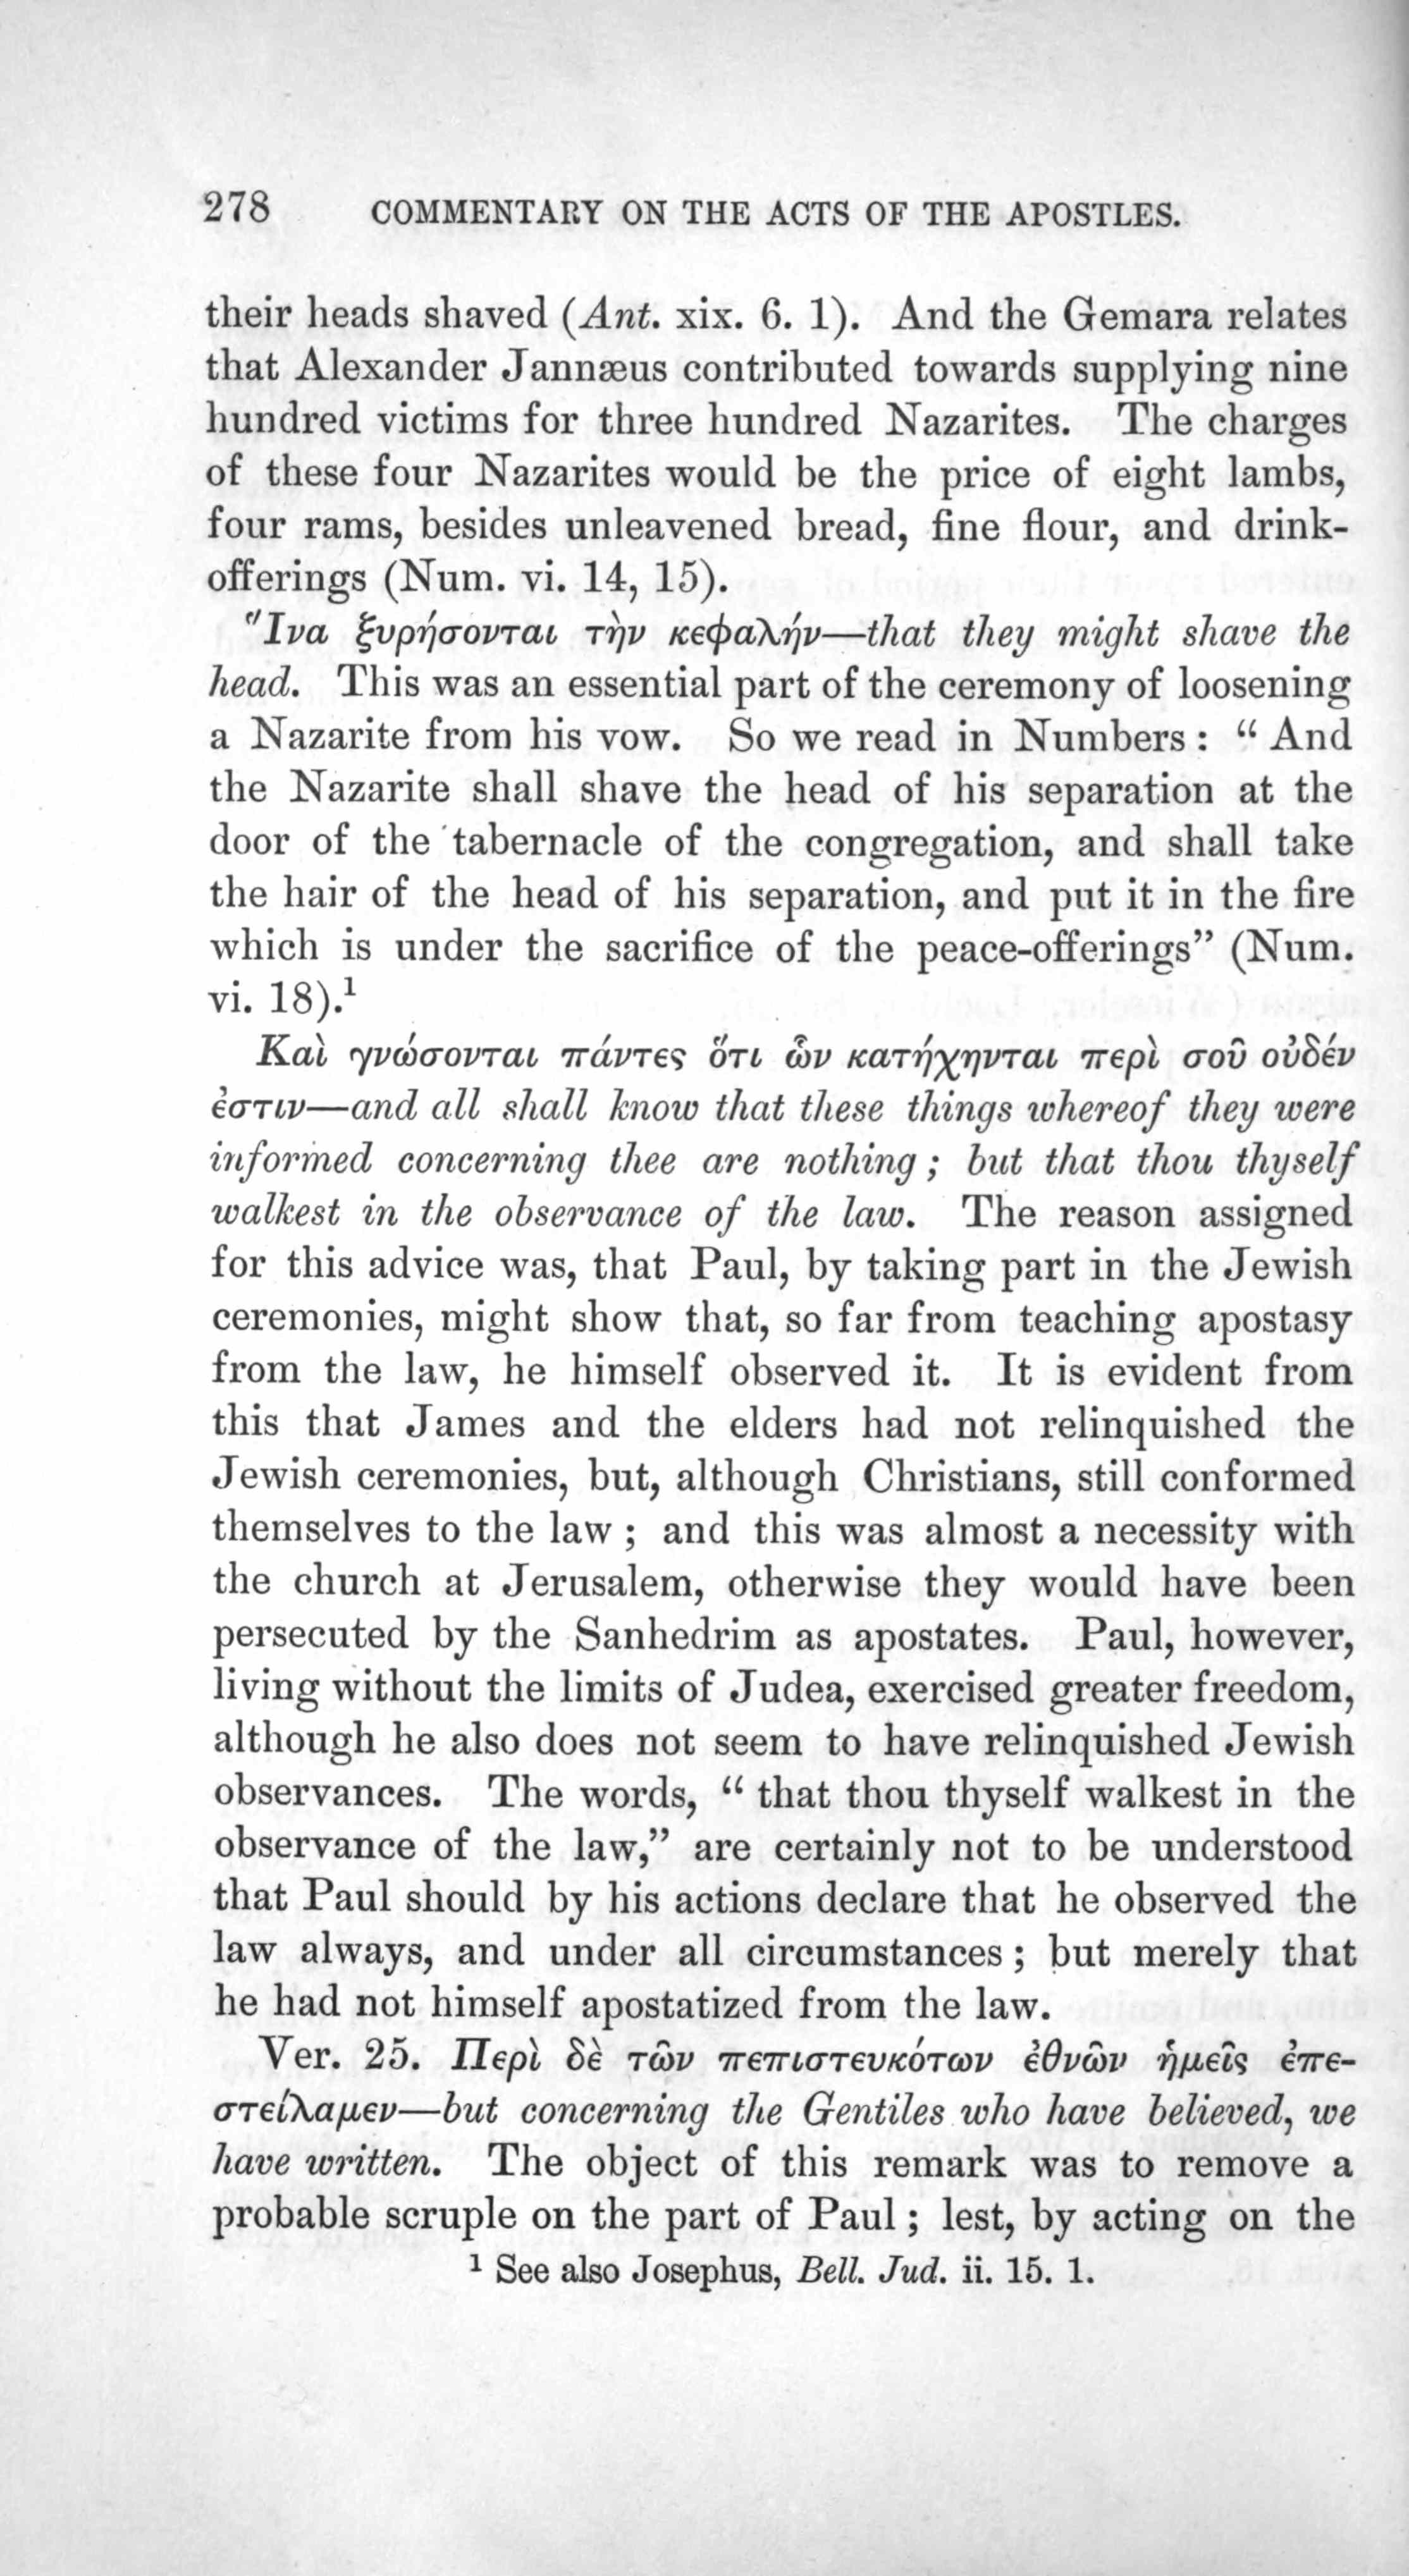 278 COMMENTARY ON THE ACTS OF THE APOSTLES.
their heads shaved (Ant. xix. 6. 1). And the Gemara relates
that Alexander Jannæus contributed towards supplying nine
hundred victims for three hundred Nazarites. The charges
of these four Nazarites would be the price of eight lambs,
four rams, besides unleavened bread, fine flour, and drink-
offerings (Num. vi. 14, 15).
Ἵνα ξυρήσονται τὴν κεφαλήν—that they might shave the
head. This was an essential part of the ceremony of loosening
a Nazarite from his vow. So we read in Numbers: “And
the Nazarite shall shave the head of his separation at the
door of the tabernacle of the congregation, and shall take
the hair of the head of his separation, and put it in the fire
which is under the sacrifice of the peace-offerings” (Num.
vi. 18).¹
Καὶ γνώσονται πάντες ὅτι ὧν κατήχηνται περὶ σοῦ οὐδέν
ἐστιν—and all shall know that these things whereof they were
informed concerning thee are nothing; but that thou thyself
walkest in the observance of the law. The reason assigned
for this advice was, that Paul, by taking part in the Jewish
ceremonies, might show that, so far from teaching apostasy
from the law, he himself observed it. It is evident from
this that James and the elders had not relinquished the
Jewish ceremonies, but, although Christians, still conformed
themselves to the law; and this was almost a necessity with
the church at Jerusalem, otherwise they would have been
persecuted by the Sanhedrim as apostates. Paul, however,
living without the limits of Judea, exercised greater freedom,
although he also does not seem to have relinquished Jewish
observances. The words, “that thou thyself walkest in the
observance of the law,” are certainly not to be understood
that Paul should by his actions declare that he observed the
law always, and under all circumstances; but merely that
he had not himself apostatized from the law.
Ver. 25. Περὶ δὲ τῶν πεπιστευκότων ἐθνῶν ἡμεῖς ἐπε-
στείλαμεν—but concerning the Gentiles who have believed, we
have written. The object of this remark was to remove a
probable scruple on the part of Paul; lest, by acting on the
¹ See also Josephus, Bell. Jud. ii. 15. 1.